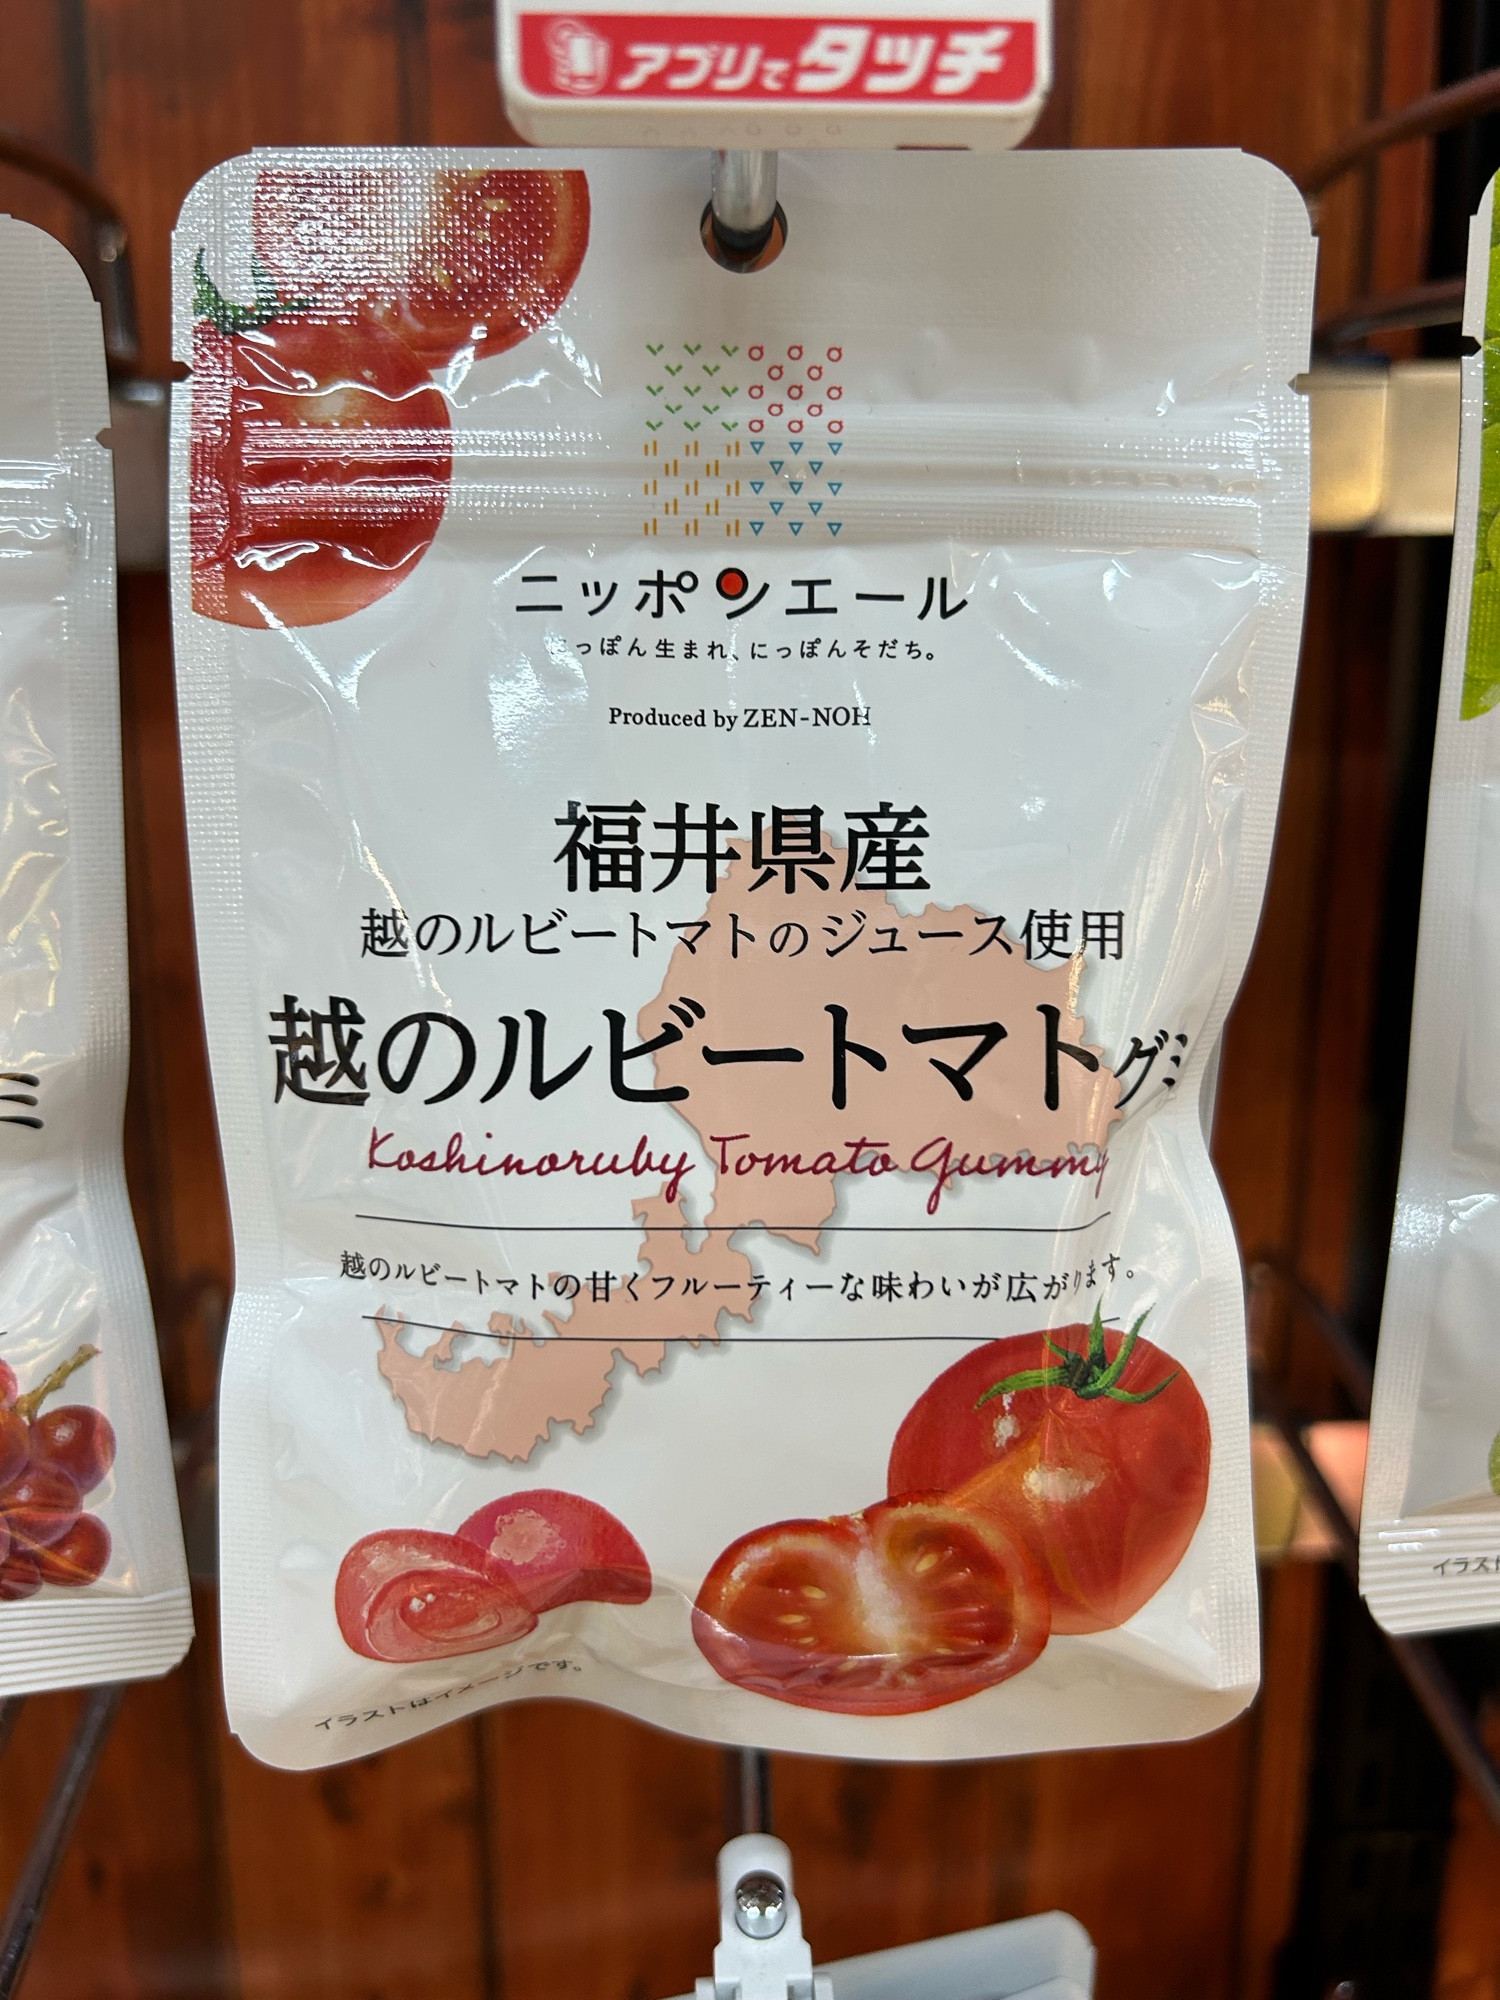 アプリでタッチ
ニッポンエール
にっぽん生まれ、にっぽんそだち。
Produced by ZEN-NOH
福井県産
越のルビートマトのジュース使用
越のルビートマトグミ
Koshinoruby Tomato Gummy
越のルビートマトの甘くフルーティーな味わいが広がります。
イラストはイメージです。
ミ
イラスト